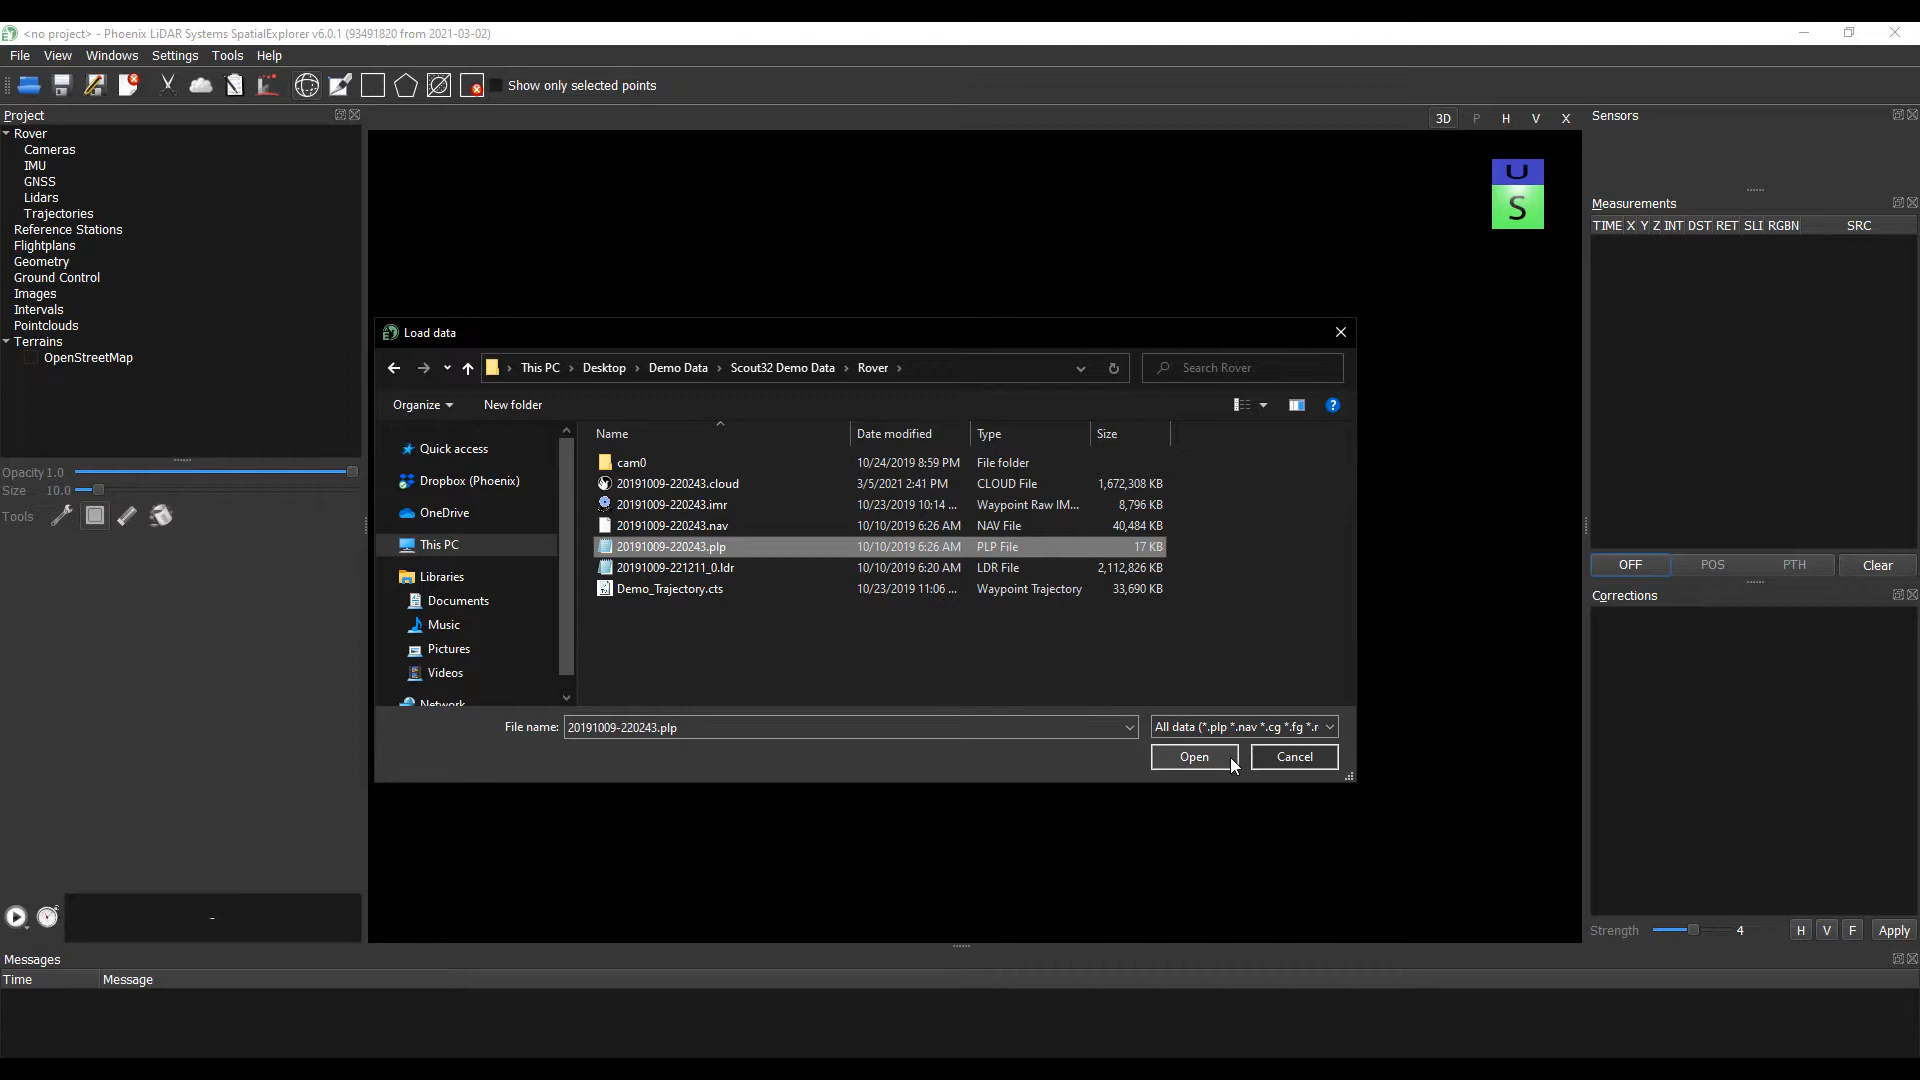 <no project> - Phoenix LiDAR Systems SpatialExplorer v6.0.1 (93491820 from 2021-03-02)
File View Windows Settings Tools Help
Show only selected points
Project
Rover
Cameras
IMU
GNSS
Lidars
Trajectories
Reference Stations
Flightplans
Geometry
Ground Control
Images
Intervals
Pointclouds
Terrains
OpenStreetMap
Opacity 1.0
Size 10.0
Tools
-
3D P H V X
U
S
Load data
This PC Desktop Demo Data Scout32 Demo Data Rover
Search Rover
Organize New folder
Quick access
Dropbox (Phoenix)
OneDrive
This PC
Libraries
Documents
Music
Pictures
Videos
Network
Name Date modified Type Size
cam0 10/24/2019 8:59 PM File folder
20191009-220243.cloud 3/5/2021 2:41 PM CLOUD File 1,672,308 KB
20191009-220243.imr 10/23/2019 10:14 ... Waypoint Raw IM... 8,796 KB
20191009-220243.nav 10/10/2019 6:26 AM NAV File 40,484 KB
20191009-220243.plp 10/10/2019 6:26 AM PLP File 17 KB
20191009-221211_0.ldr 10/10/2019 6:20 AM LDR File 2,112,826 KB
Demo_Trajectory.cts 10/23/2019 11:06 ... Waypoint Trajectory 33,690 KB
File name: 20191009-220243.plp
All data (*.plp *.nav *.cg *.fg *.r
Open Cancel
Sensors
Measurements
TIME X Y Z INT DST RET SLI RGBN SRC
OFF POS PTH Clear
Corrections
Strength 4 H V F Apply
Messages
Time Message